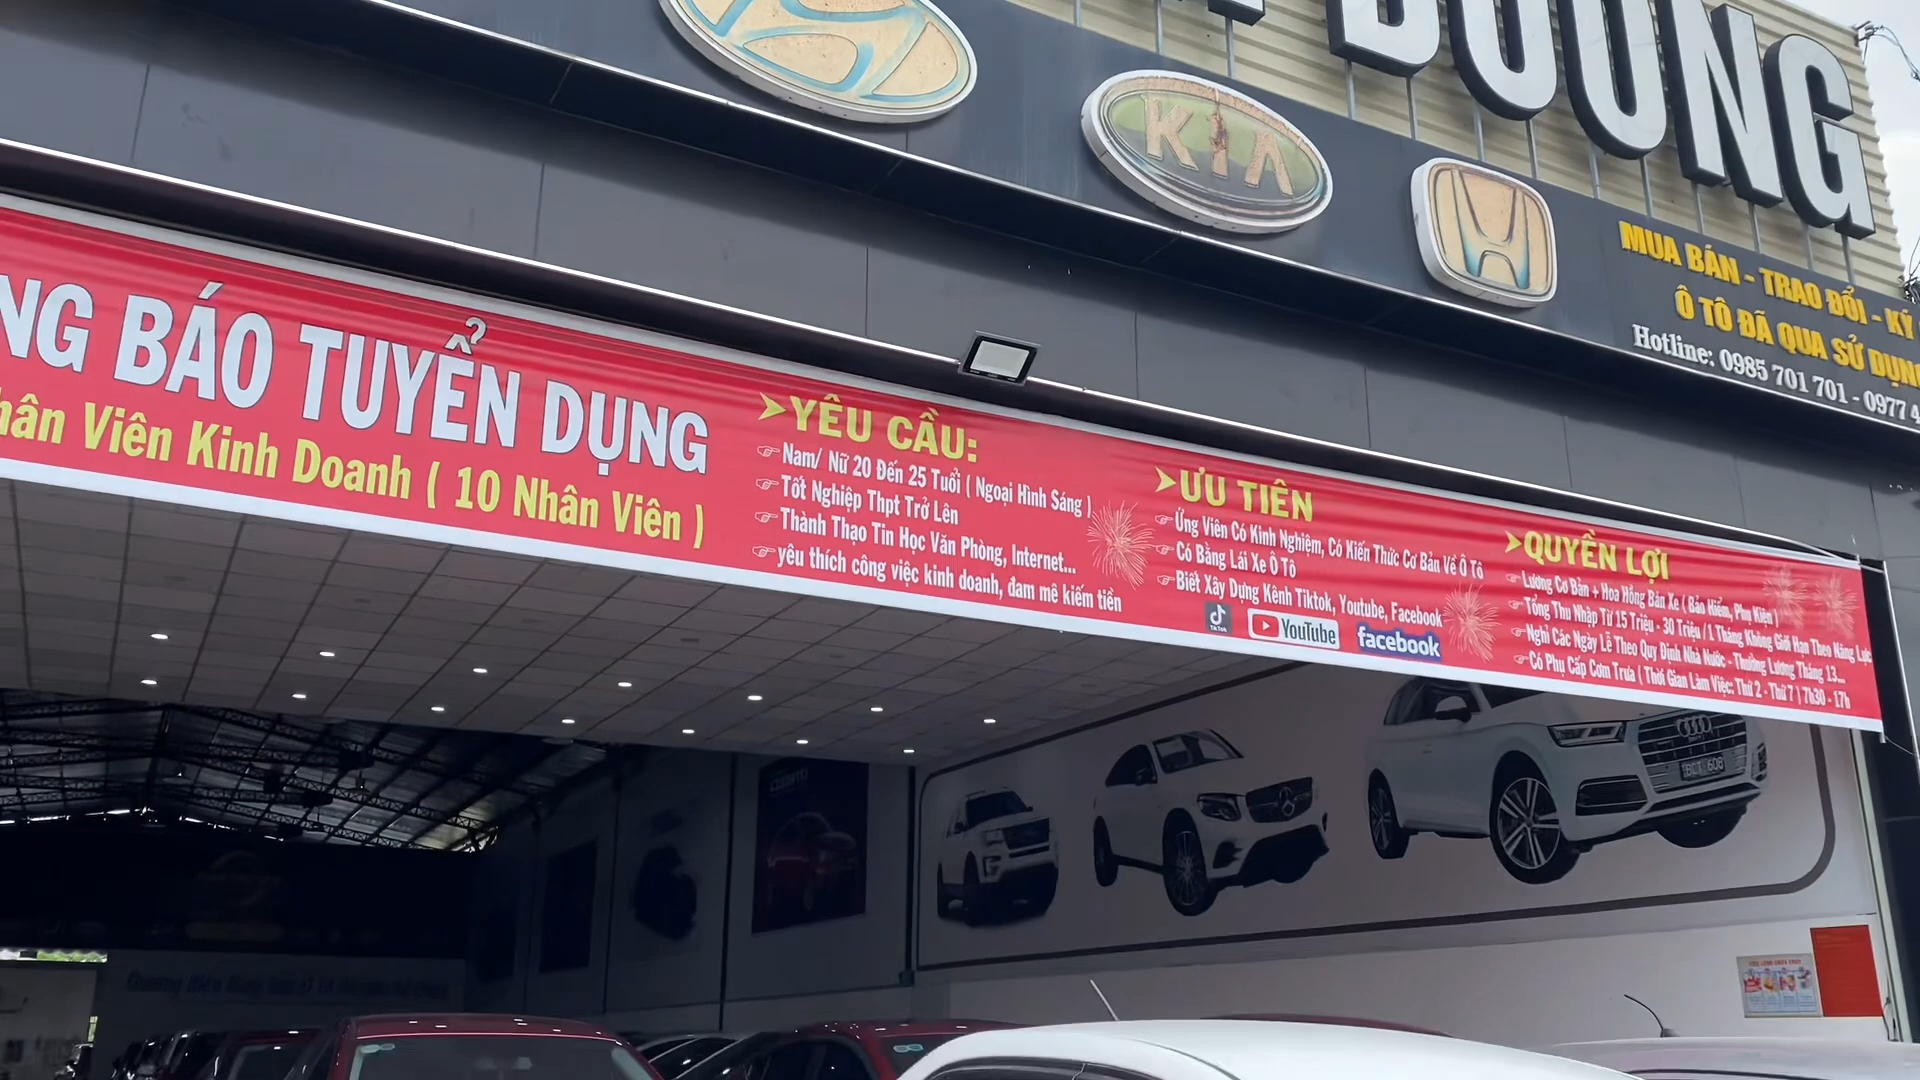 DƯƠNG
KIA
MUA BÁN - TRAO ĐỔI - KÝ
Ô TÔ ĐÃ QUA SỬ DỤNG
Hotline: 0985 701 701 - 0977 4
NG BÁO TUYỂN DỤNG
hân Viên Kinh Doanh ( 10 Nhân Viên )
YÊU CẦU:
Nam/ Nữ 20 Đến 25 Tuổi ( Ngoại Hình Sáng )
Tốt Nghiệp Thpt Trở Lên
Thành Thạo Tin Học Văn Phòng, Internet...
yêu thích công việc kinh doanh, đam mê kiếm tiền
ƯU TIÊN
Ứng Viên Có Kinh Nghiệm, Có Kiến Thức Cơ Bản Về Ô Tô
Có Bằng Lái Xe Ô Tô
Biết Xây Dựng Kênh Tiktok, Youtube, Facebook
TikTok YouTube facebook
QUYỀN LỢI
Lương Cơ Bản + Hoa Hồng Bán Xe ( Bảo Hiểm, Phụ Kiện )
Tổng Thu Nhập Từ 15 Triệu - 30 Triệu /1 Tháng Không Giới Hạn Theo Năng Lực
Nghỉ Các Ngày Lễ Theo Quy Định Nhà Nước - Thưởng Lương Tháng 13...
Có Phụ Cấp Cơm Trưa ( Thời Gian Làm Việc: Thứ 2 - Thứ 7 ) 7h30 - 17h